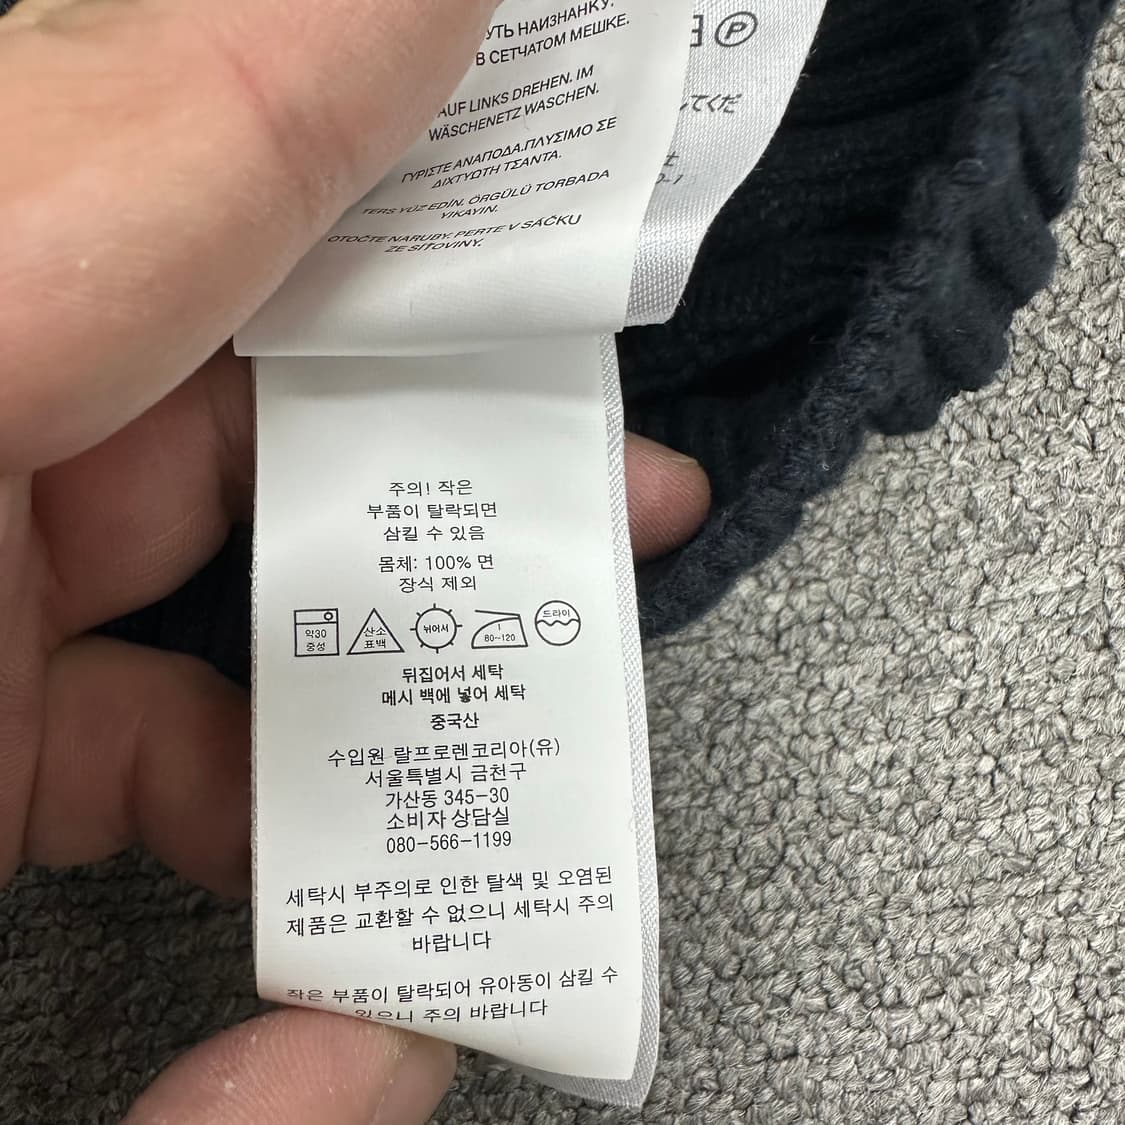 УТЬ НАИЗНАНКУ.
В СЕТЧАТОМ МЕШКЕ.
AUF LINKS DREHEN. IM
WÄSCHENETZ WASCHEN.
ΓΥΡΙΣΤΕ ΑΝΑΠΟΔΑ.ΠΛΥΣΙΜΟ ΣΕ
ΔΙΧΤΥΩΤΗ ΤΣΑΝΤΑ.
TERS YÜZ EDİN. ÖRGÜLÜ TORBADA
YIKAYIN.
OTOČTE NARUBY. PERTE V SÁČKU
ZE SÍŤOVINY.
P
てくだ
주의! 작은
부품이 탈락되면
삼킬 수 있음
몸체: 100% 면
장식 제외
약30
중성
산소
표백
뉘어서
1
80~120
드라이
뒤집어서 세탁
메시 백에 넣어 세탁
중국산
수입원 랄프로렌코리아(유)
서울특별시 금천구
가산동 345-30
소비자 상담실
080-566-1199
세탁시 부주의로 인한 탈색 및 오염된
제품은 교환할 수 없으니 세탁시 주의
바랍니다
작은 부품이 탈락되어 유아동이 삼킬 수
있으니 주의 바랍니다